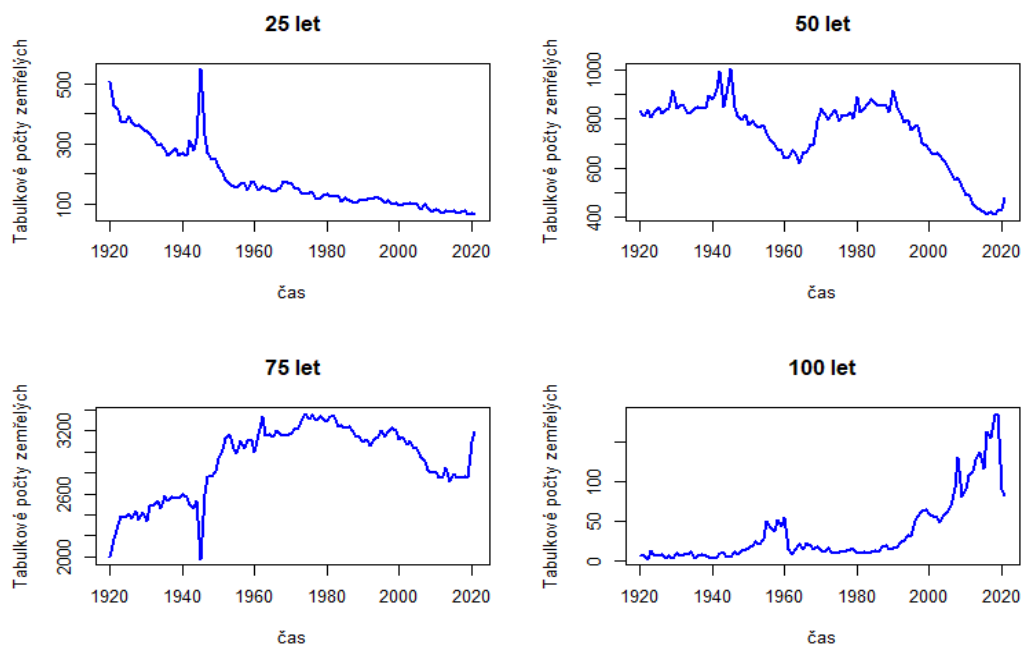 25 let
Tabulkové počty zemřelých
500
300
100
1920 1940 1960 1980 2000 2020
čas
50 let
Tabulkové počty zemřelých
1000
800
600
400
1920 1940 1960 1980 2000 2020
čas
75 let
Tabulkové počty zemřelých
3200
2600
2000
1920 1940 1960 1980 2000 2020
čas
100 let
Tabulkové počty zemřelých
100
50
0
1920 1940 1960 1980 2000 2020
čas